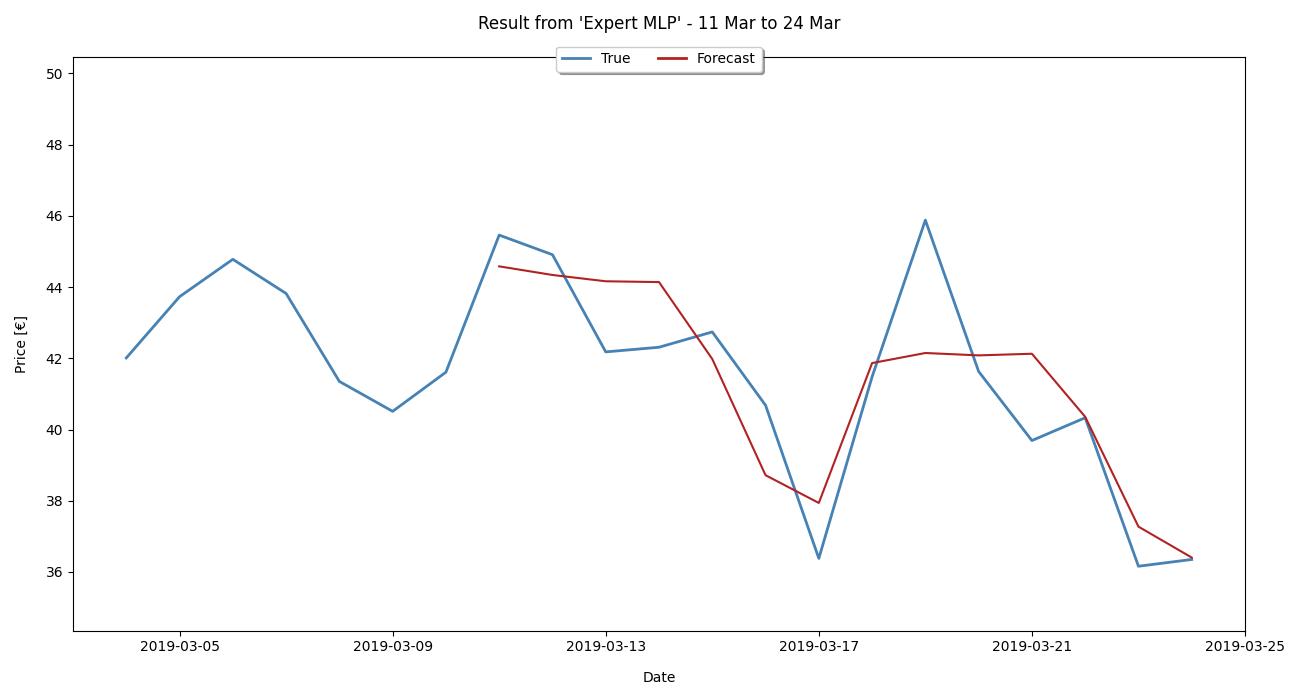 Result from 'Expert MLP' - 11 Mar to 24 Mar
True Forecast
50
48
46
44
42
40
38
36
Price [€]
2019-03-05 2019-03-09 2019-03-13 2019-03-17 2019-03-21 2019-03-25
Date